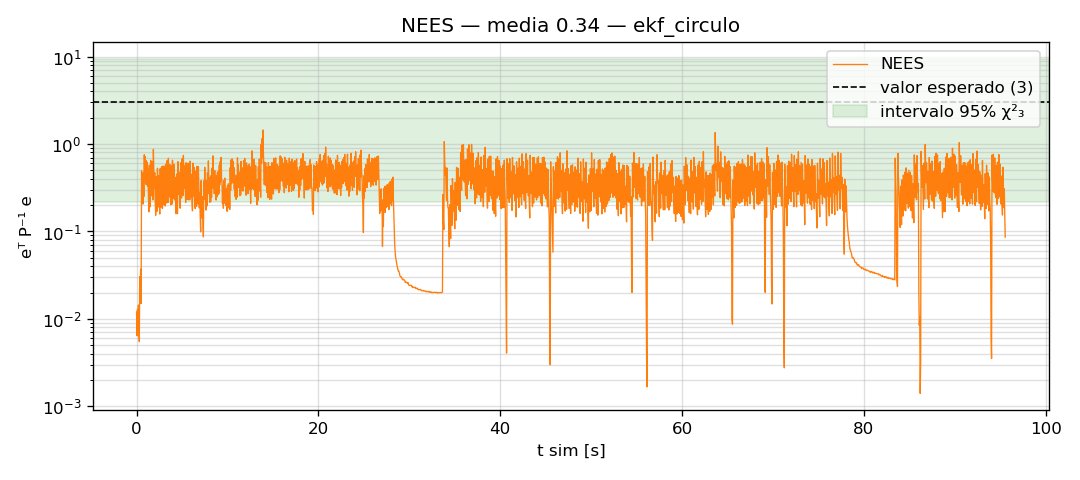 NEES — media 0.34 — ekf_circulo
NEES
valor esperado (3)
intervalo 95% χ²₃
10¹
10⁰
10⁻¹
10⁻²
10⁻³
eᵀ P⁻¹ e
0 20 40 60 80 100
t sim [s]